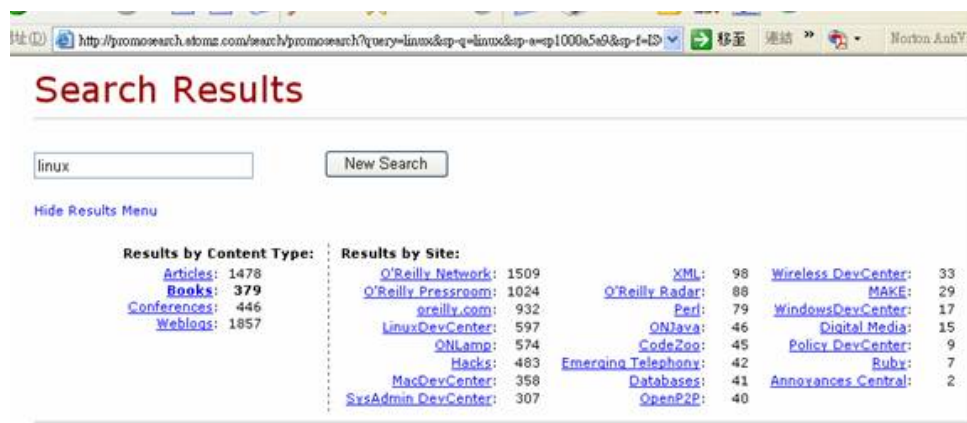 址(D) http://promosearch.atomz.com/search/promosearch?query=linux&sp-q=linux&sp-a=sp1000a5a9&sp-f=IS 移至 連結 » Norton AntiV
Search Results
linux New Search
Hide Results Menu
Results by Content Type: Results by Site:
Articles: 1478 O'Reilly Network: 1509 XML: 98 Wireless DevCenter: 33
Books: 379 O'Reilly Pressroom: 1024 O'Reilly Radar: 88 MAKE: 29
Conferences: 446 oreilly.com: 932 Perl: 79 WindowsDevCenter: 17
Weblogs: 1857 LinuxDevCenter: 597 ONJava: 46 Digital Media: 15
ONLamp: 574 CodeZoo: 45 Policy DevCenter: 9
Hacks: 483 Emerging Telephony: 42 Ruby: 7
MacDevCenter: 358 Databases: 41 Annoyances Central: 2
SysAdmin DevCenter: 307 OpenP2P: 40